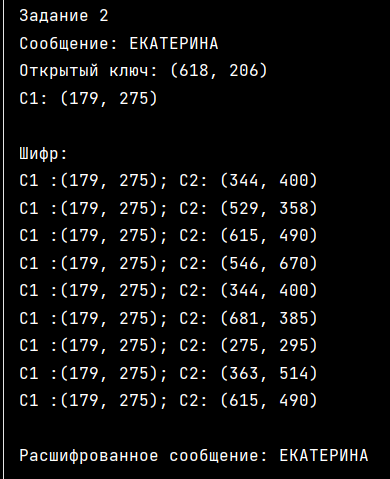 Задание 2
Сообщение: ЕКАТЕРИНА
Открытый ключ: (618, 206)
C1: (179, 275)
Шифр:
C1 :(179, 275); C2: (344, 400)
C1 :(179, 275); C2: (529, 358)
C1 :(179, 275); C2: (615, 490)
C1 :(179, 275); C2: (546, 670)
C1 :(179, 275); C2: (344, 400)
C1 :(179, 275); C2: (681, 385)
C1 :(179, 275); C2: (275, 295)
C1 :(179, 275); C2: (363, 514)
C1 :(179, 275); C2: (615, 490)
Расшифрованное сообщение: ЕКАТЕРИНА